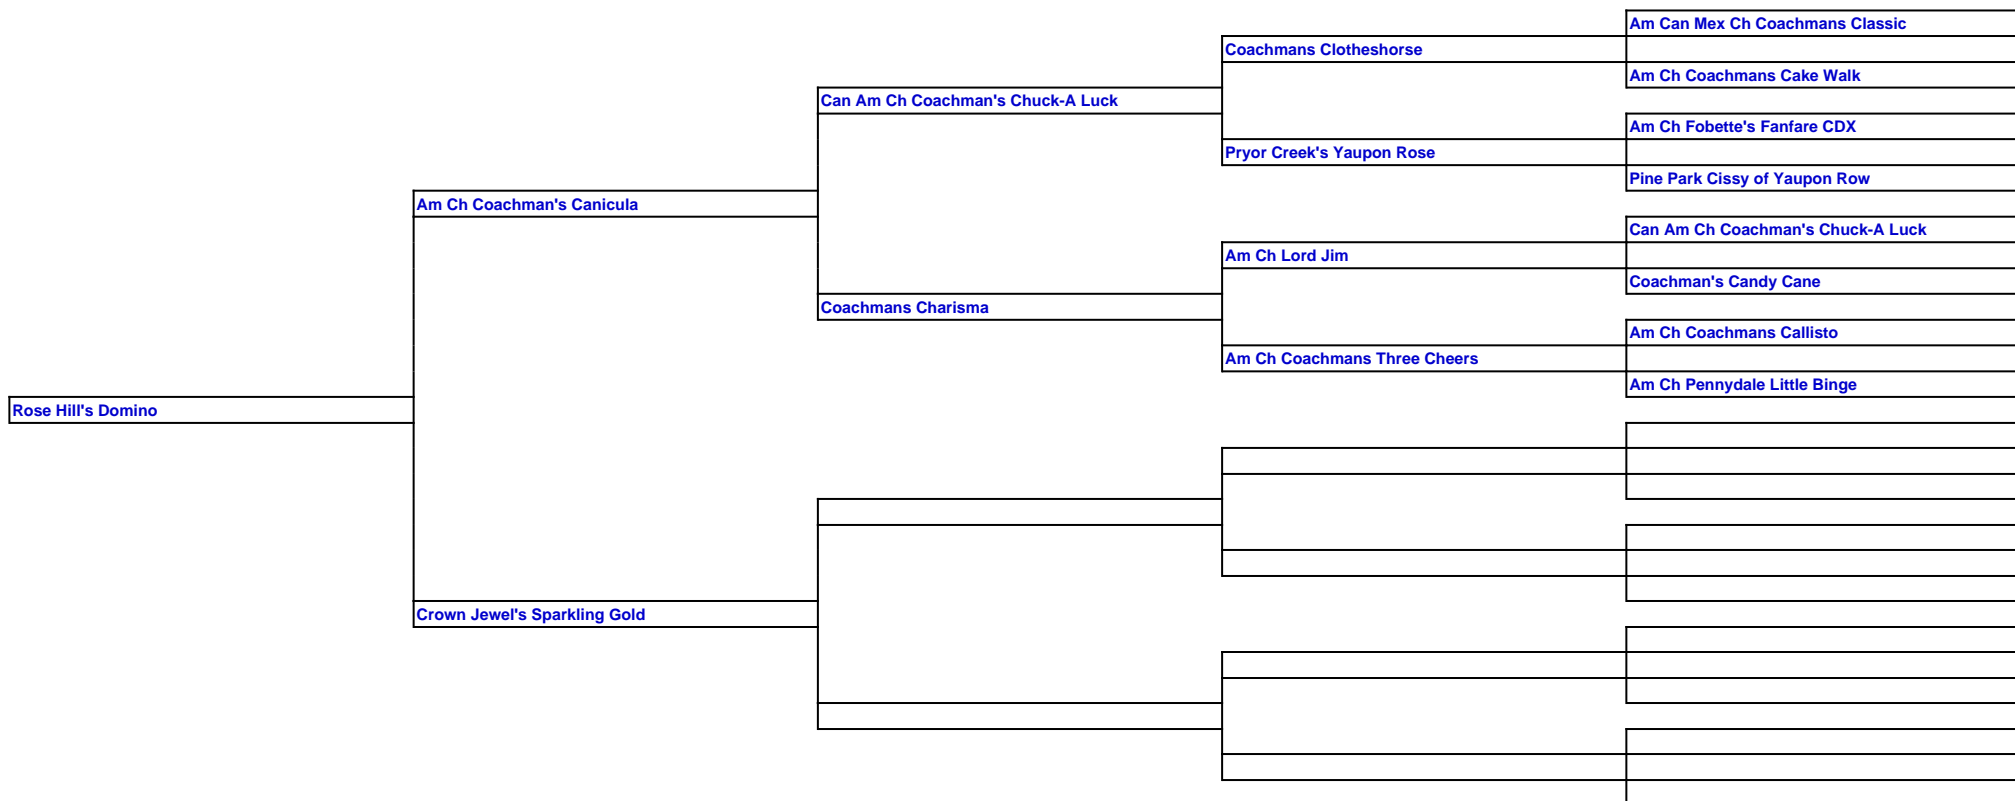 Am Can Mex Ch Coachmans Classic
Coachmans Clotheshorse
Am Ch Coachmans Cake Walk
Can Am Ch Coachman's Chuck-A Luck
Am Ch Fobette's Fanfare CDX
Pryor Creek's Yaupon Rose
Pine Park Cissy of Yaupon Row
Am Ch Coachman's Canicula
Can Am Ch Coachman's Chuck-A Luck
Am Ch Lord Jim
Coachman's Candy Cane
Coachmans Charisma
Am Ch Coachmans Callisto
Am Ch Coachmans Three Cheers
Am Ch Pennydale Little Binge
Rose Hill's Domino
Crown Jewel's Sparkling Gold